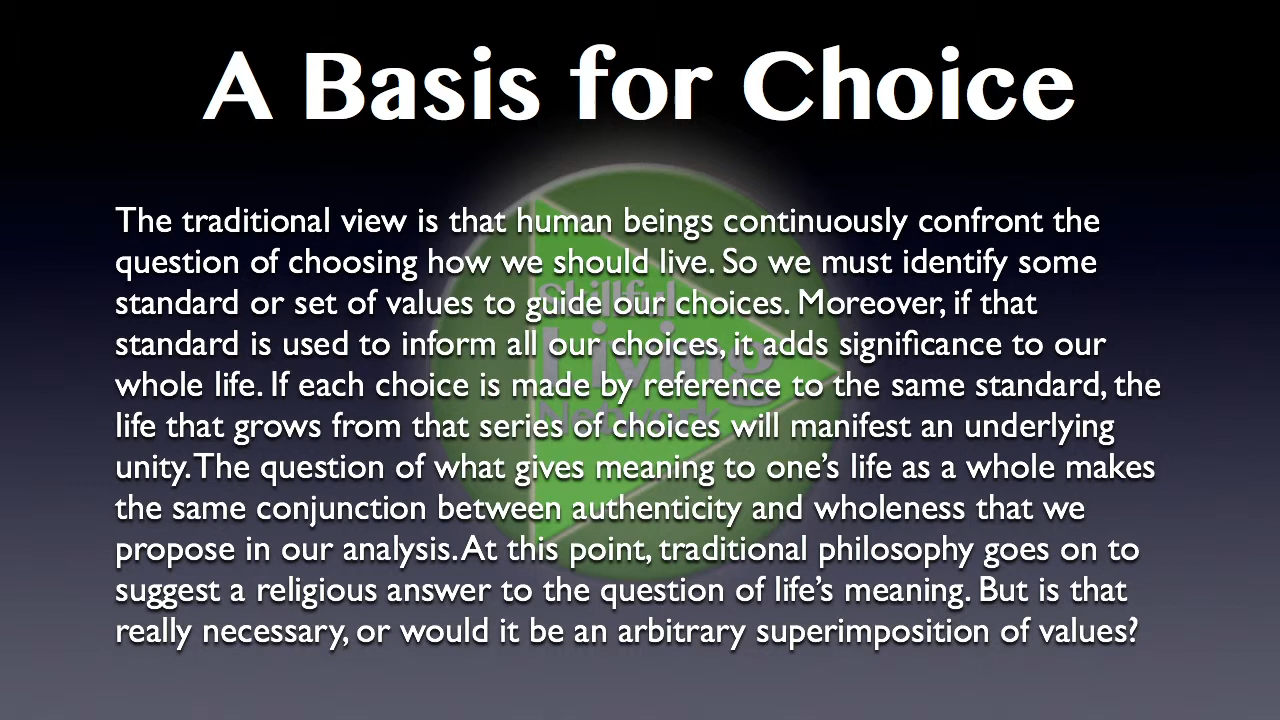 A Basis for Choice
The traditional view is that human beings continuously confront the
question of choosing how we should live. So we must identify some
standard or set of values to guide our choices. Moreover, if that
standard is used to inform all our choices, it adds significance to our
whole life. If each choice is made by reference to the same standard, the
life that grows from that series of choices will manifest an underlying
unity. The question of what gives meaning to one's life as a whole makes
the same conjunction between authenticity and wholeness that we
propose in our analysis. At this point, traditional philosophy goes on to
suggest a religious answer to the question of life's meaning. But is that
really necessary, or would it be an arbitrary superimposition of values?
Skillful
Living
Network